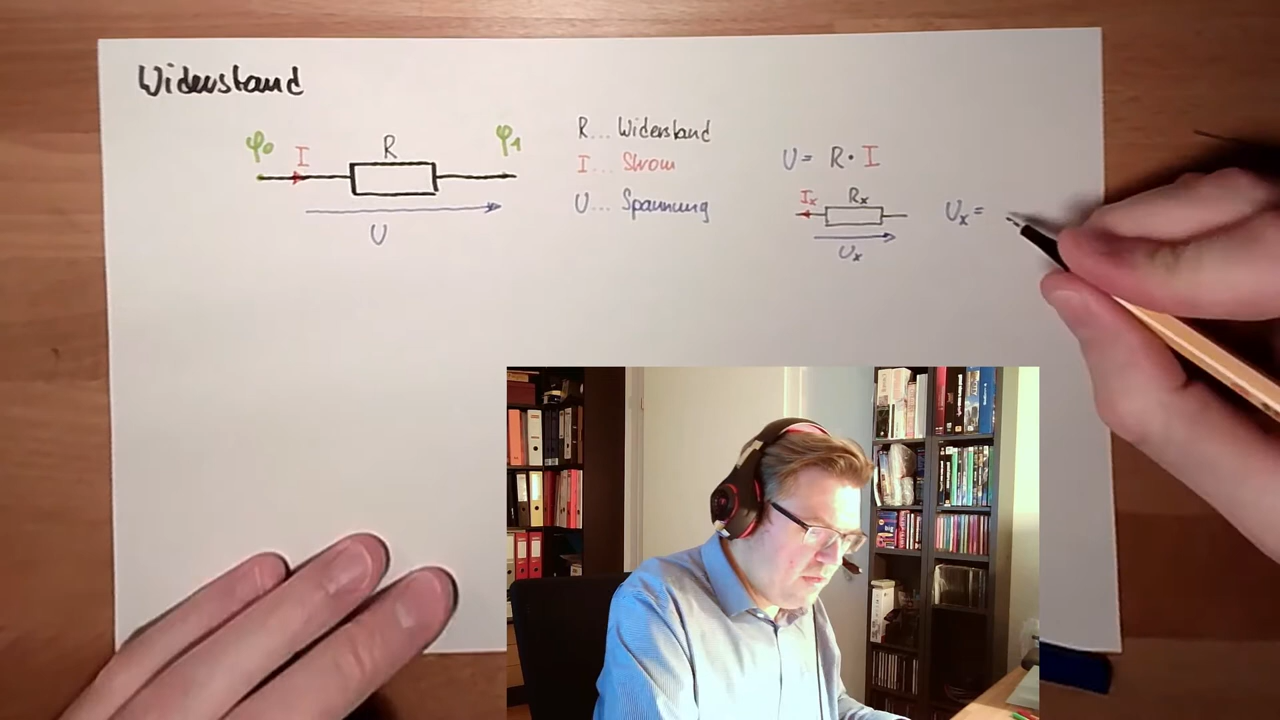 Widerstand
φ0 I R φ1
U
R... Widerstand
I... Strom
U... Spannung
U = R · I
Ix Rx
Ux
Ux =